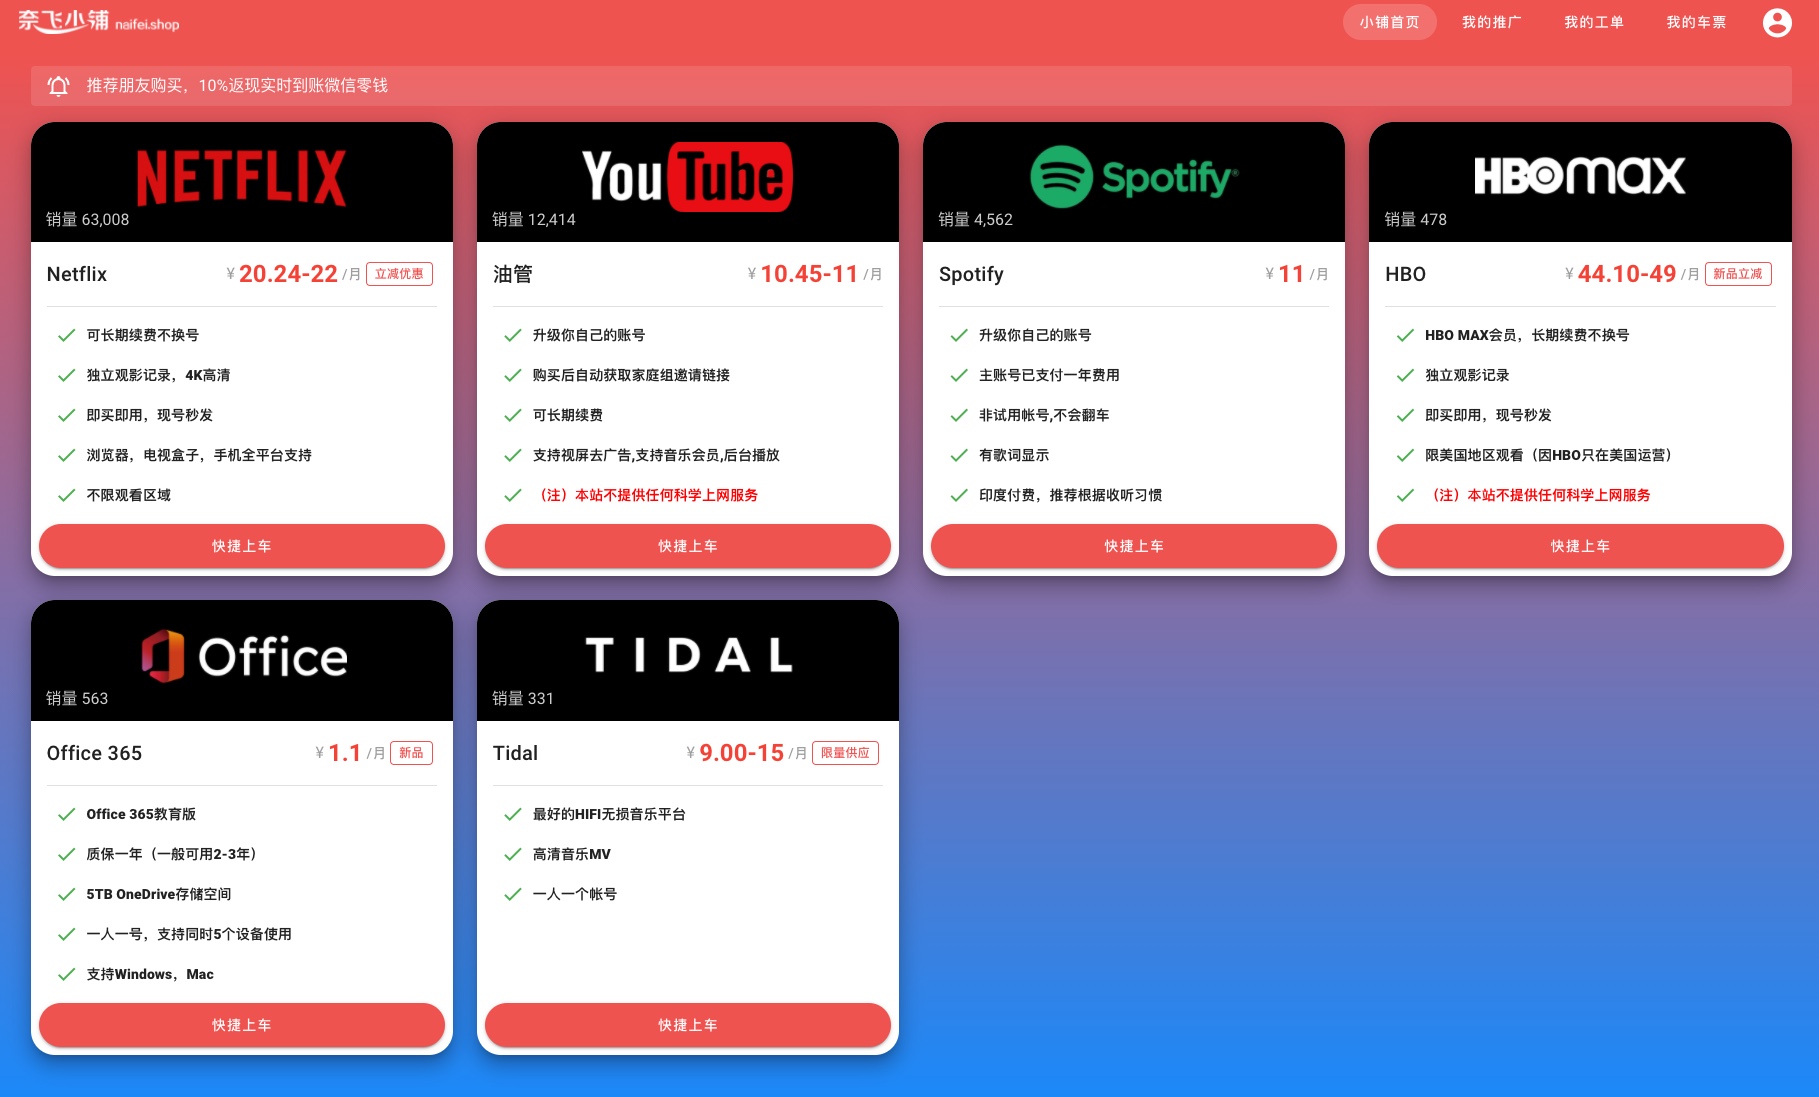 奈飞小铺 naifei.shop
小铺首页 我的推广 我的工单 我的车票
推荐朋友购买，10%返现实时到账微信零钱
NETFLIX
销量 63,008
Netflix ¥ 20.24-22 /月 立减优惠
可长期续费不换号
独立观影记录，4K高清
即买即用，现号秒发
浏览器，电视盒子，手机全平台支持
不限观看区域
快捷上车
YouTube
销量 12,414
油管 ¥ 10.45-11 /月
升级你自己的账号
购买后自动获取家庭组邀请链接
可长期续费
支持视屏去广告,支持音乐会员,后台播放
（注）本站不提供任何科学上网服务
快捷上车
Spotify®
销量 4,562
Spotify ¥ 11 /月
升级你自己的账号
主账号已支付一年费用
非试用帐号,不会翻车
有歌词显示
印度付费，推荐根据收听习惯
快捷上车
HBOmax
销量 478
HBO ¥ 44.10-49 /月 新品立减
HBO MAX会员，长期续费不换号
独立观影记录
即买即用，现号秒发
限美国地区观看（因HBO只在美国运营）
（注）本站不提供任何科学上网服务
快捷上车
Office
销量 563
Office 365 ¥ 1.1 /月 新品
Office 365教育版
质保一年（一般可用2-3年）
5TB OneDrive存储空间
一人一号，支持同时5个设备使用
支持Windows，Mac
快捷上车
TIDAL
销量 331
Tidal ¥ 9.00-15 /月 限量供应
最好的HIFI无损音乐平台
高清音乐MV
一人一个帐号
快捷上车